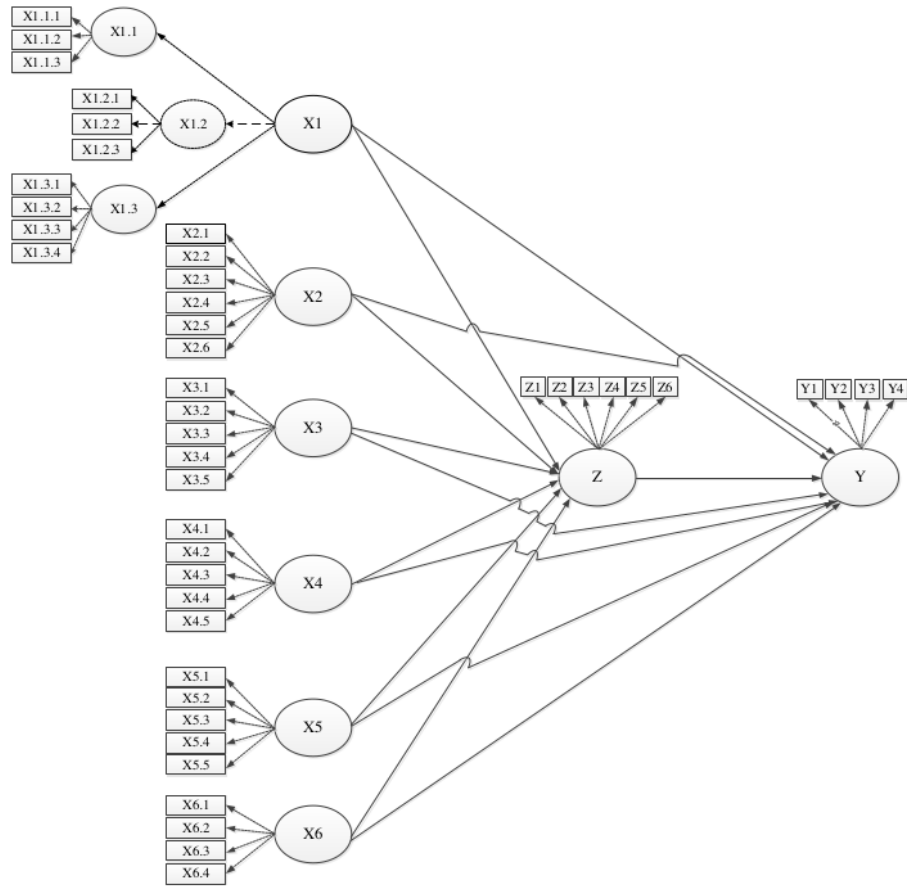 X1.1.1
X1.1.2
X1.1.3
X1.1
X1.2.1
X1.2.2
X1.2.3
X1.2
X1
X1.3.1
X1.3.2
X1.3.3
X1.3.4
X1.3
X2.1
X2.2
X2.3
X2.4
X2.5
X2.6
X2
X3.1
X3.2
X3.3
X3.4
X3.5
X3
Z1 Z2 Z3 Z4 Z5 Z6
Z
Y1 Y2 Y3 Y4
Y
X4.1
X4.2
X4.3
X4.4
X4.5
X4
X5.1
X5.2
X5.3
X5.4
X5.5
X5
X6.1
X6.2
X6.3
X6.4
X6